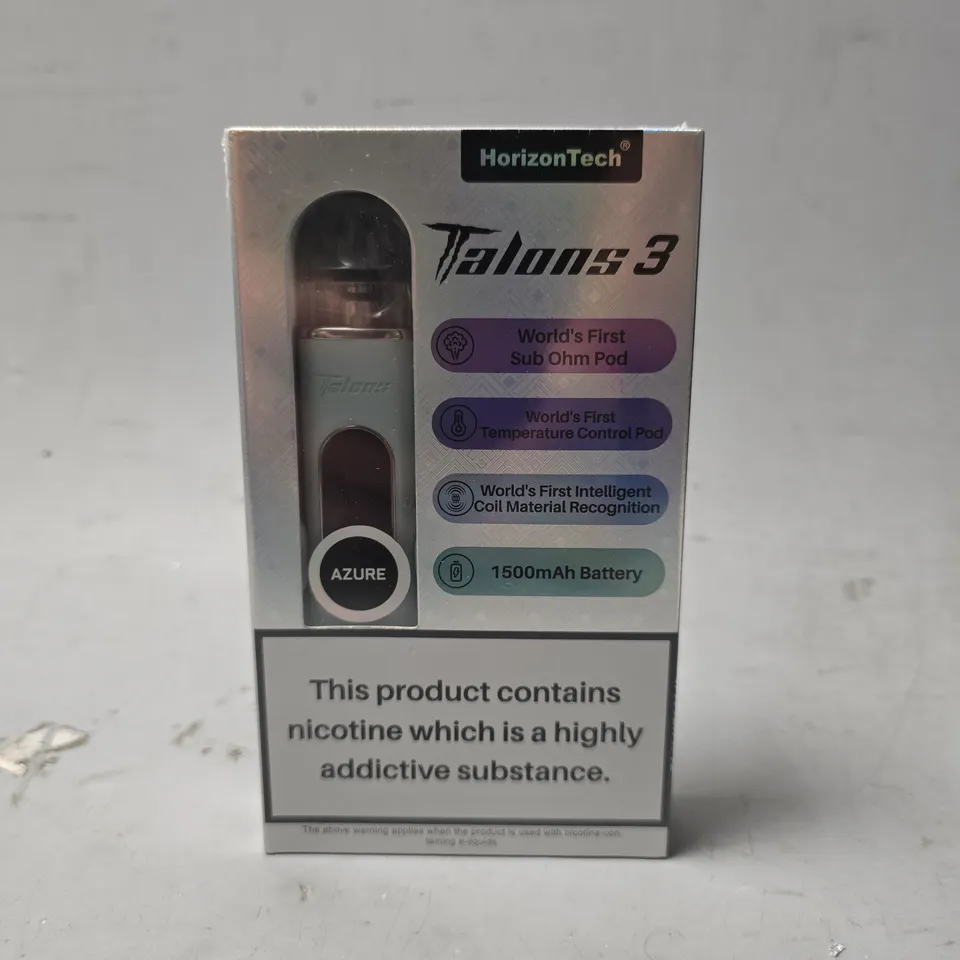 HorizonTech®
Talons 3
World's First
Sub Ohm Pod
World's First
Temperature Control Pod
World's First Intelligent
Coil Material Recognition
1500mAh Battery
Talons
AZURE
This product contains
nicotine which is a highly
addictive substance.
The above warning applies when the product is used with nicotine-con-
taining e-liquids